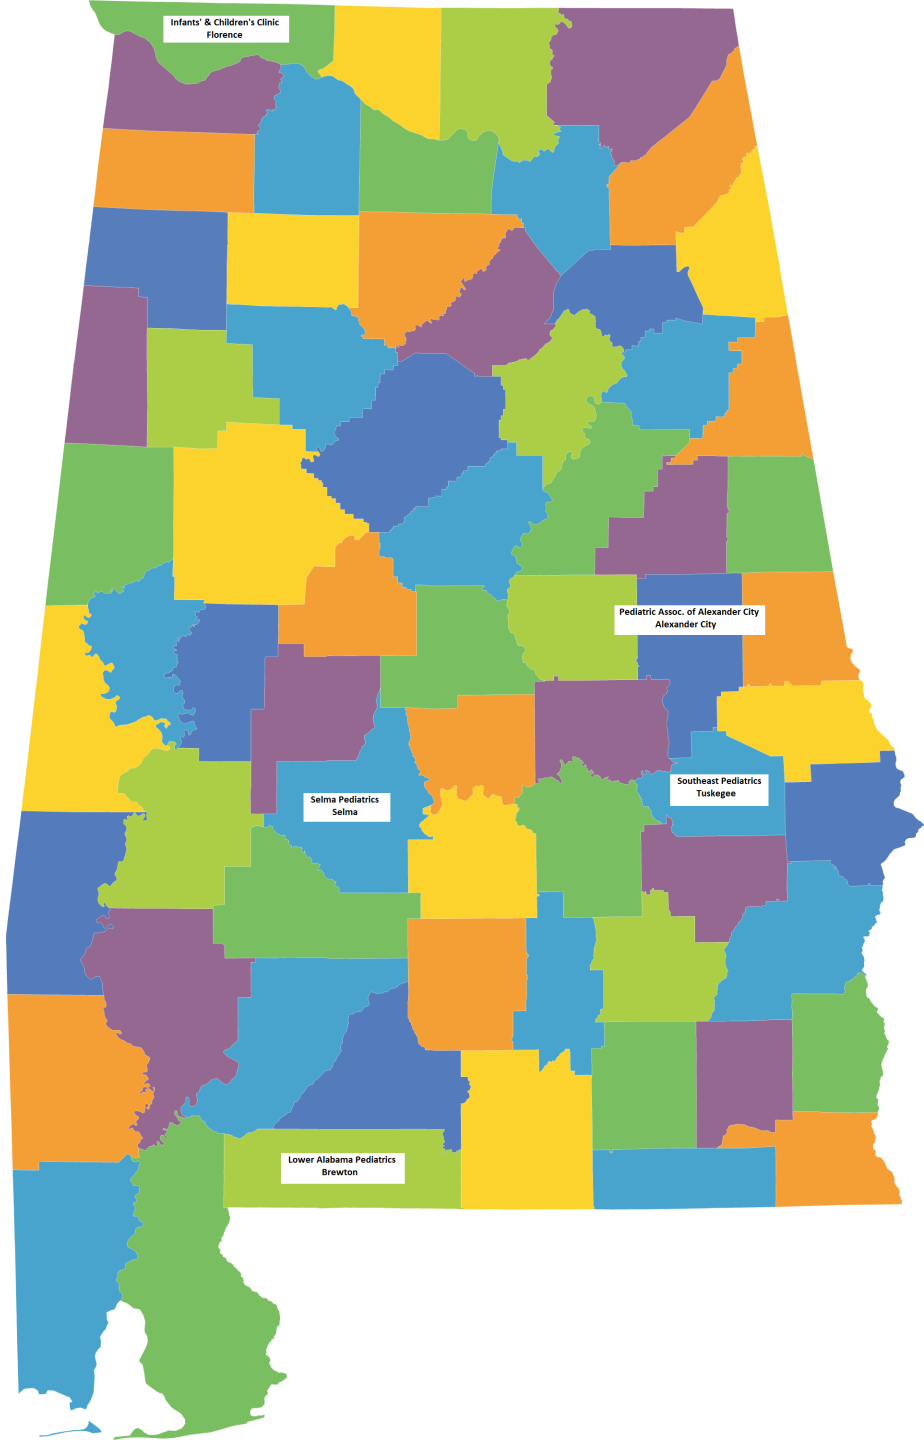 Infants' & Children's Clinic
Florence
Pediatric Assoc. of Alexander City
Alexander City
Southeast Pediatrics
Tuskegee
Selma Pediatrics
Selma
Lower Alabama Pediatrics
Brewton